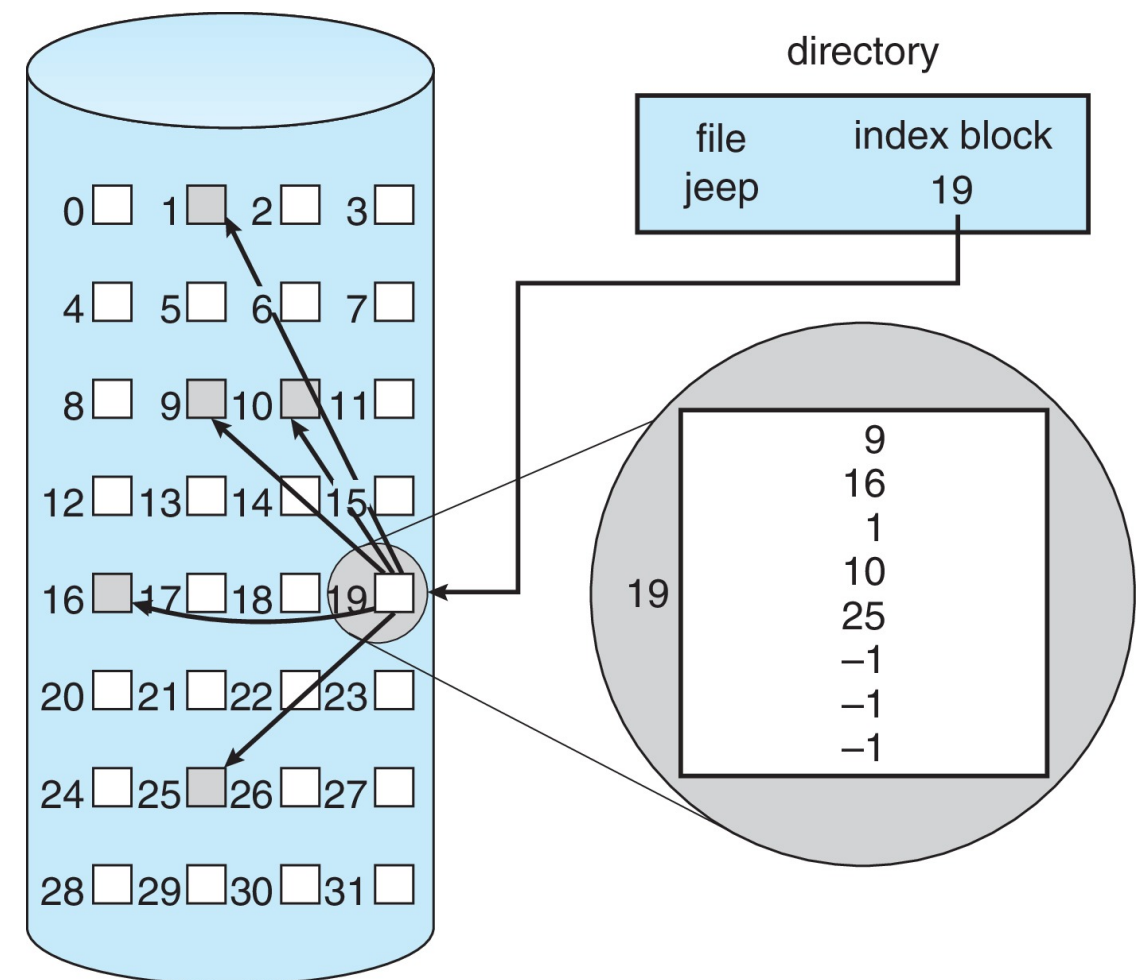 directory
file index block
jeep 19
0 1 2 3
4 5 6 7
8 9 10 11
12 13 14 15
16 17 18 19
20 21 22 23
24 25 26 27
28 29 30 31
19
9
16
1
10
25
–1
–1
–1